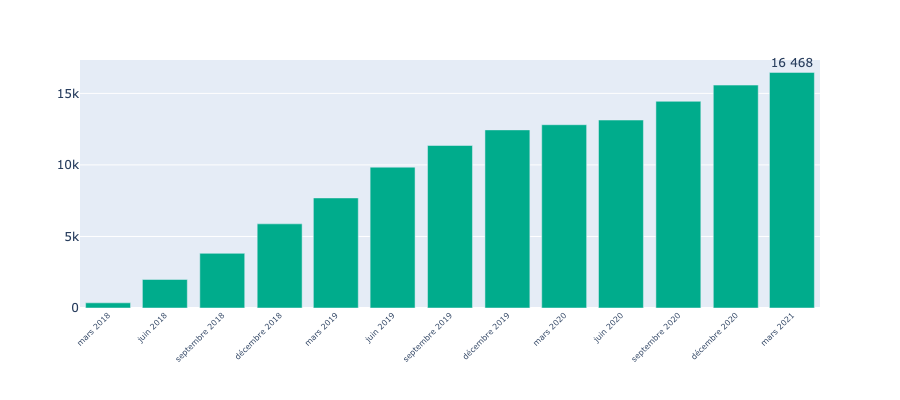 16 468
15k
10k
5k
0
mars 2018
juin 2018
septembre 2018
décembre 2018
mars 2019
juin 2019
septembre 2019
décembre 2019
mars 2020
juin 2020
septembre 2020
décembre 2020
mars 2021